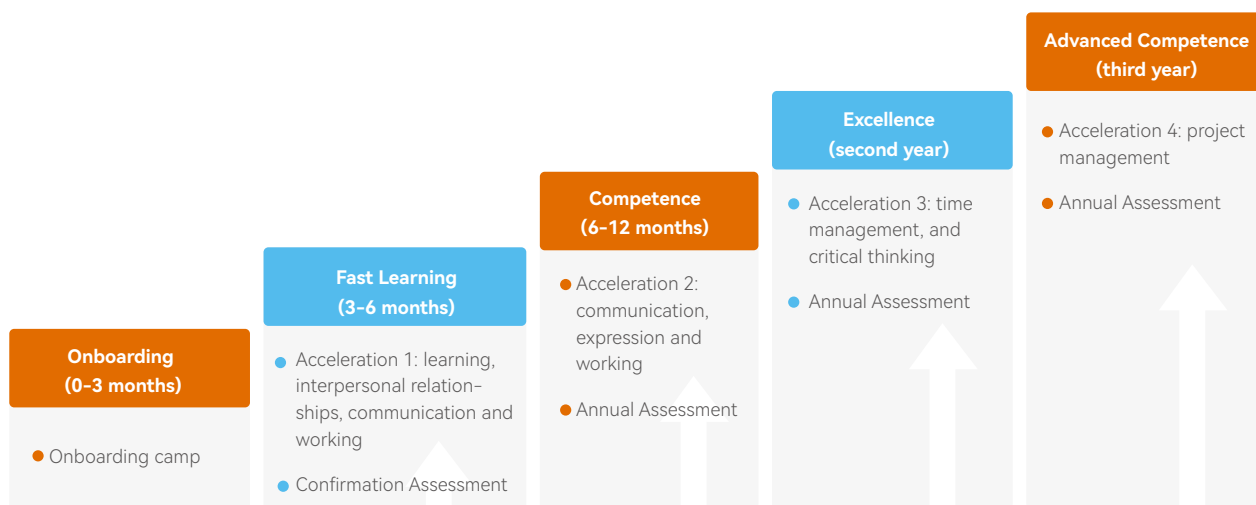 Onboarding
(0-3 months)
Onboarding camp
Fast Learning
(3-6 months)
Acceleration 1: learning,
interpersonal relation-
ships, communication and
working
Confirmation Assessment
Competence
(6-12 months)
Acceleration 2:
communication,
expression and
working
Annual Assessment
Excellence
(second year)
Acceleration 3: time
management, and
critical thinking
Annual Assessment
Advanced Competence
(third year)
Acceleration 4: project
management
Annual Assessment